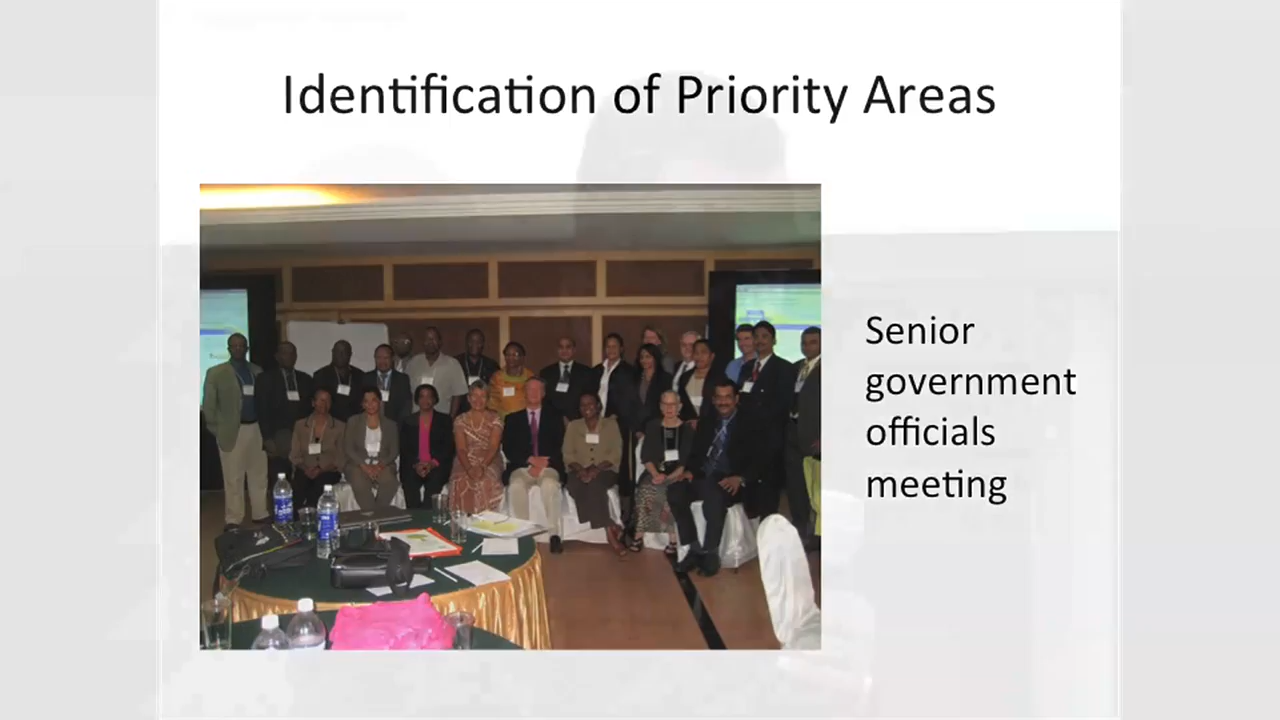 Identification of Priority Areas
Senior
government
officials
meeting